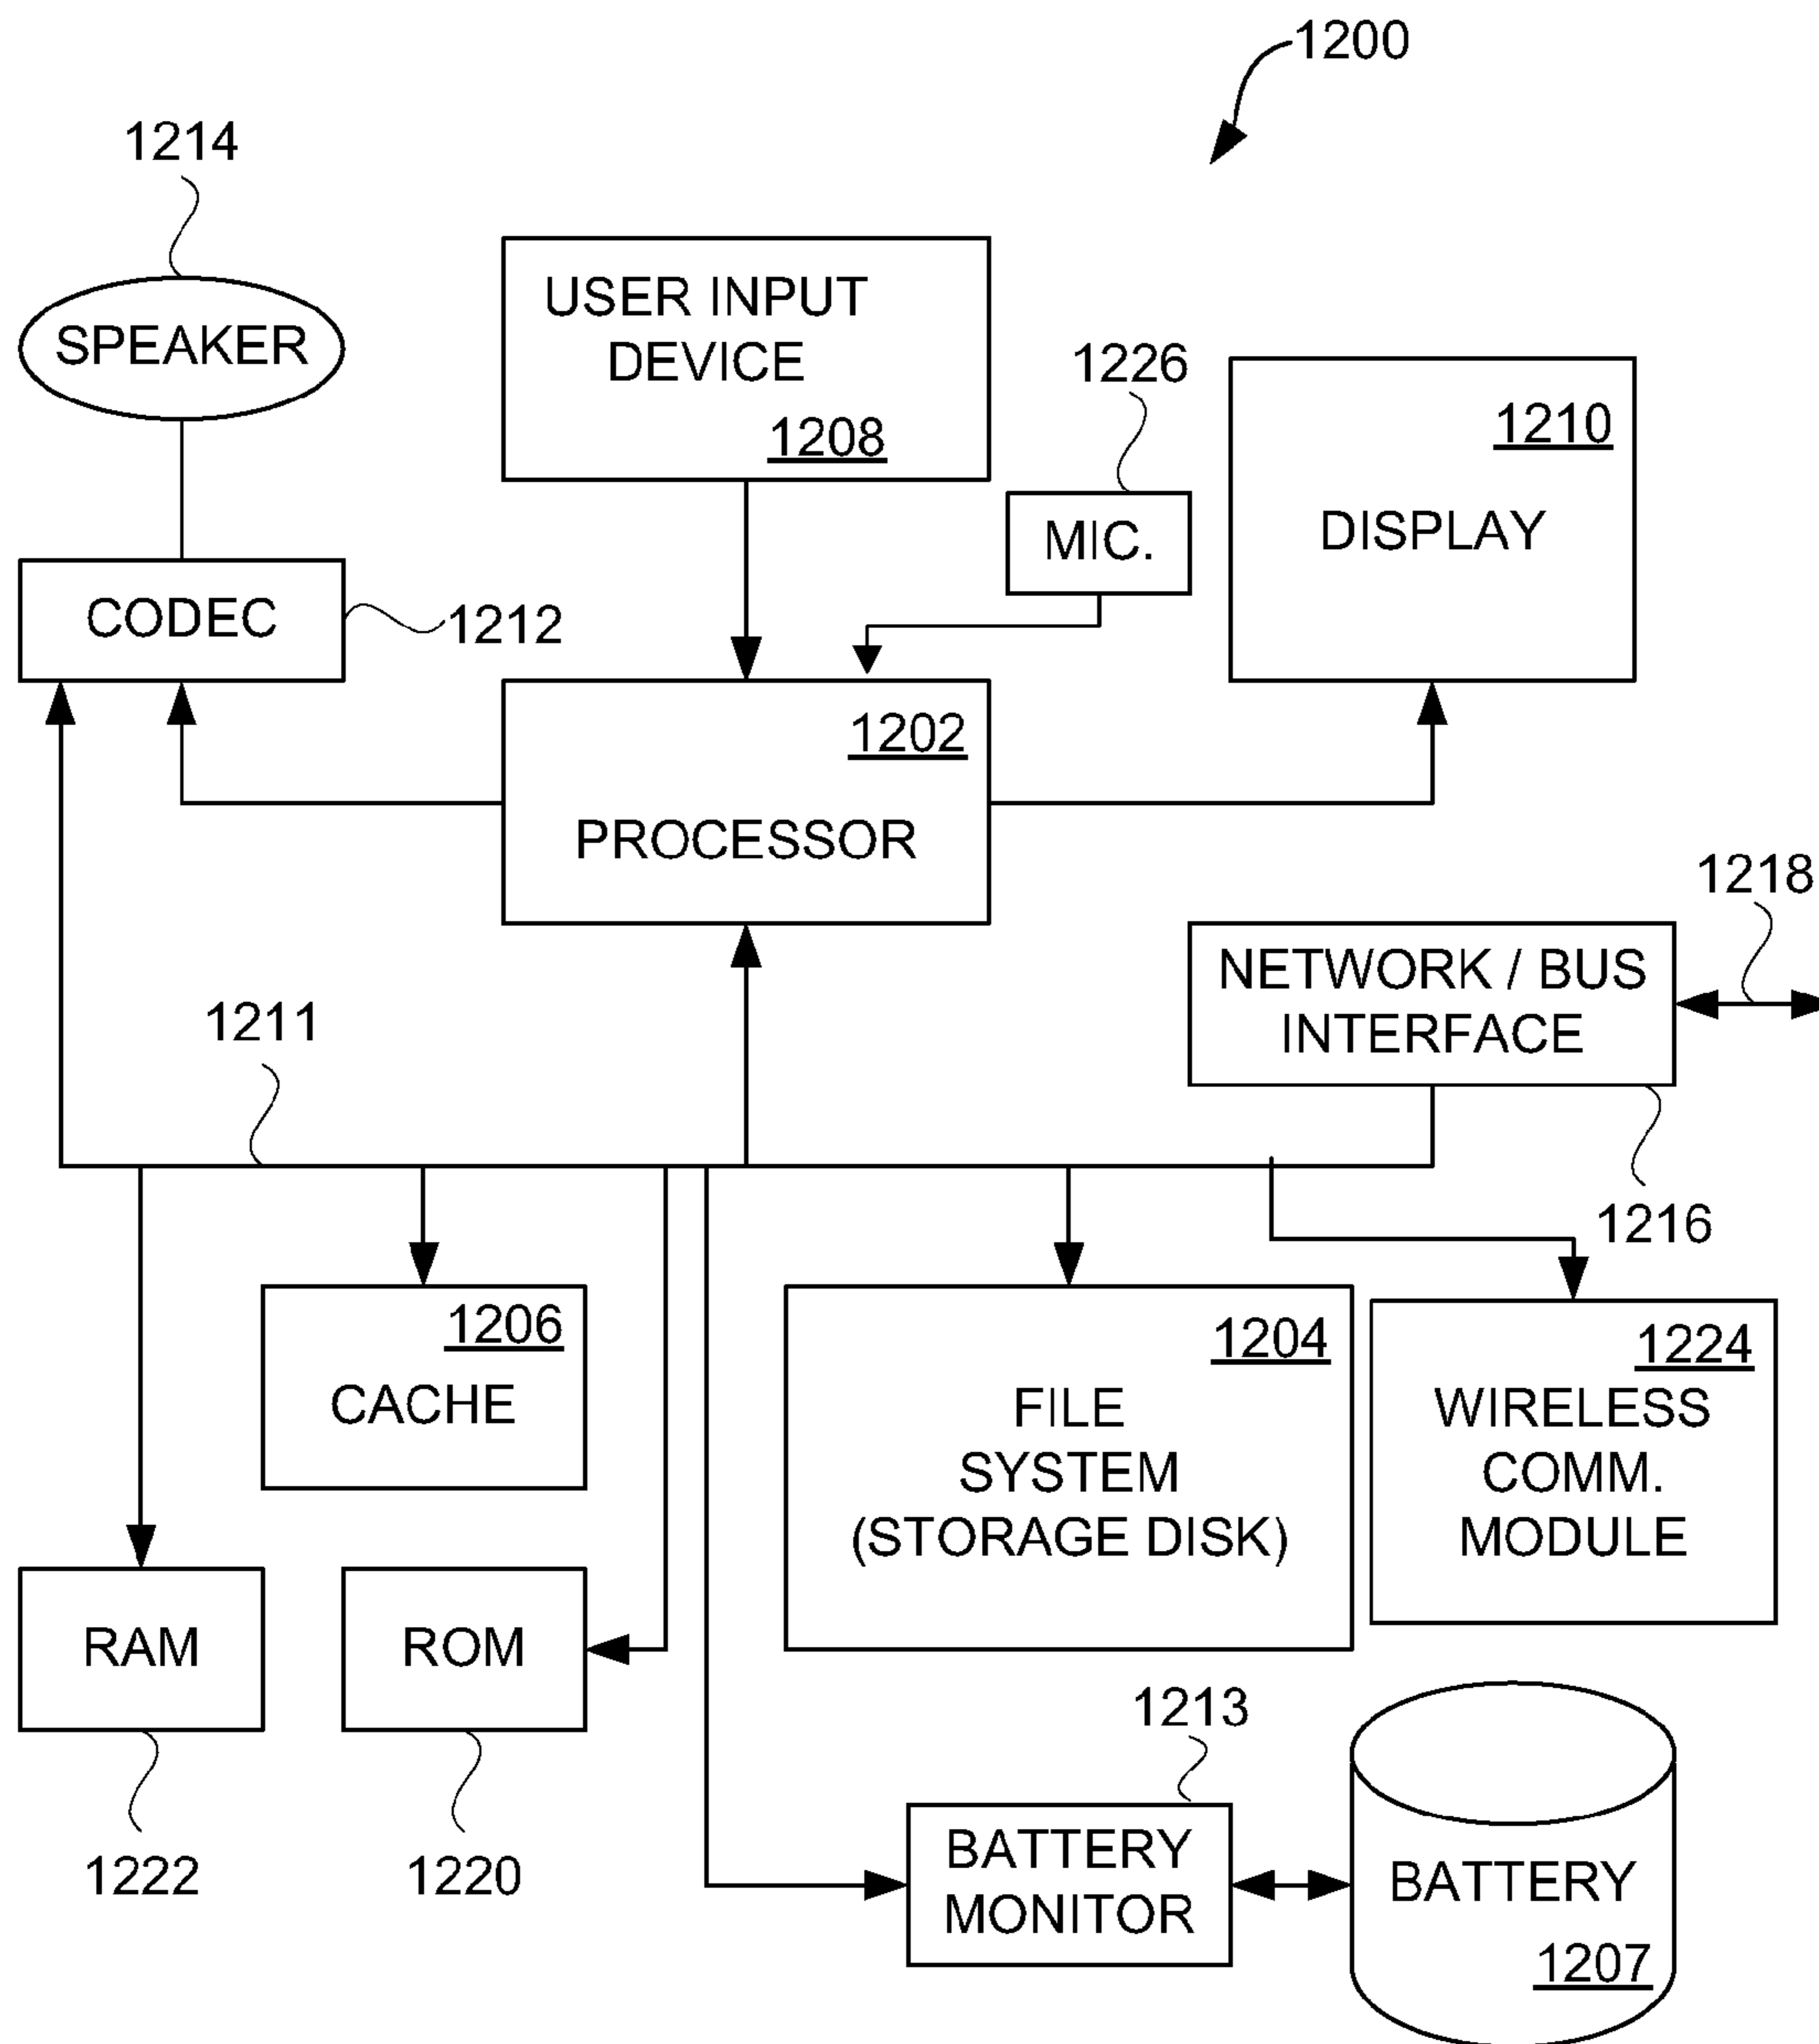 1200
1214
SPEAKER
USER INPUT
DEVICE
1208
1226
MIC.
1210
DISPLAY
CODEC
1212
1202
PROCESSOR
1218
NETWORK / BUS
INTERFACE
1211
1216
1206
CACHE
1204
FILE
SYSTEM
(STORAGE DISK)
1224
WIRELESS
COMM.
MODULE
RAM
ROM
1222
1220
1213
BATTERY
MONITOR
BATTERY
1207